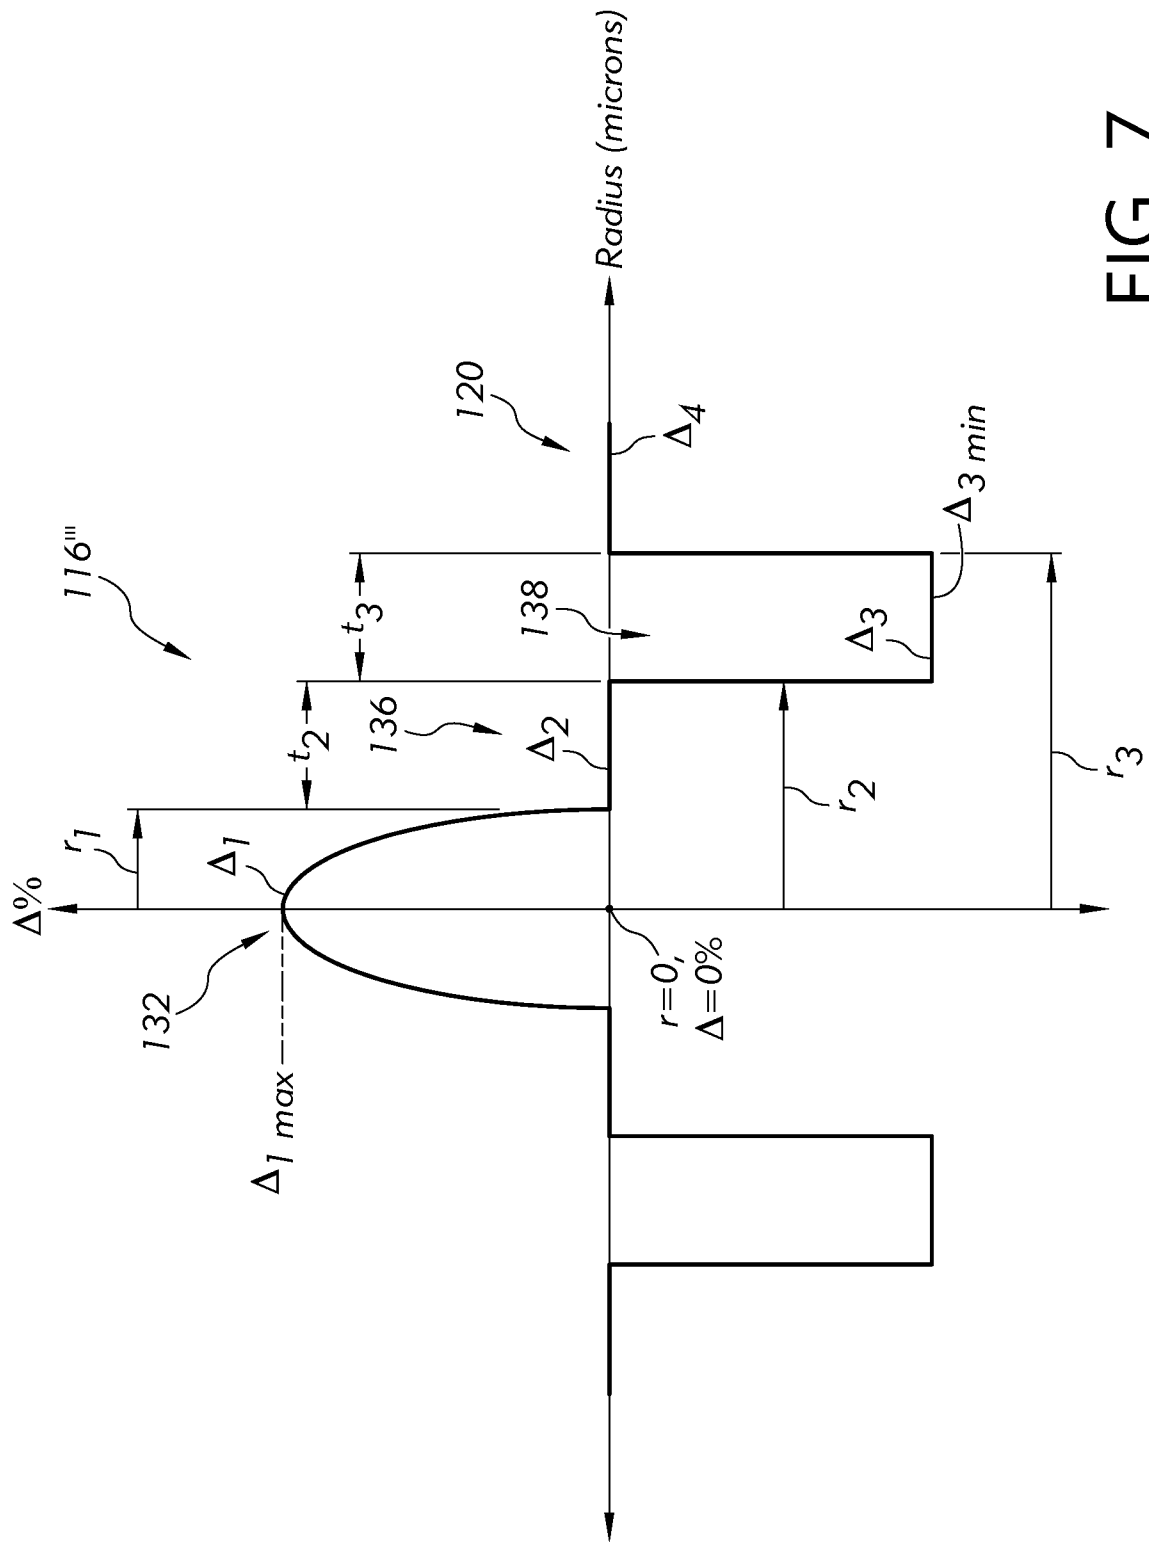 116'''
Δ%
r1
t2
t3
Δ1
132
Δ1 max
136
138
120
Δ2
Radius (microns)
r=0,
Δ=0%
Δ4
r2
Δ3
Δ3 min
r3
FIG. 7